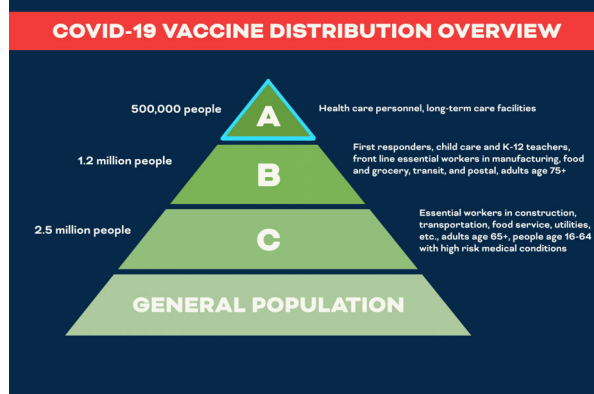 COVID-19 VACCINE DISTRIBUTION OVERVIEW
500,000 people
A
Health care personnel, long-term care facilities
1.2 million people
B
First responders, child care and K-12 teachers,
front line essential workers in manufacturing, food
and grocery, transit, and postal, adults age 75+
2.5 million people
C
Essential workers in construction,
transportation, food service, utilities,
etc., adults age 65+, people age 16-64
with high risk medical conditions
GENERAL POPULATION